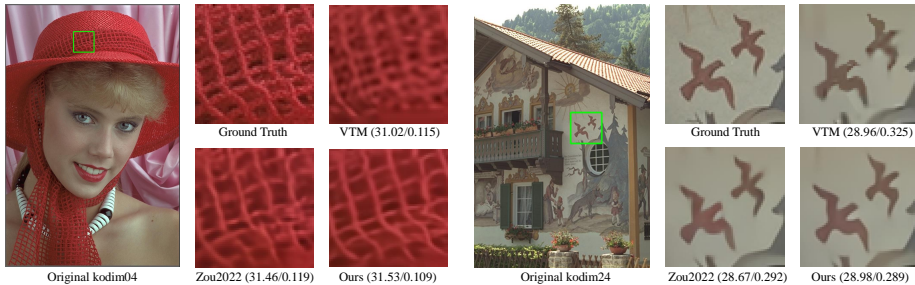 Ground Truth
VTM (31.02/0.115)
Ground Truth
VTM (28.96/0.325)
Original kodim04
Zou2022 (31.46/0.119)
Ours (31.53/0.109)
Original kodim24
Zou2022 (28.67/0.292)
Ours (28.98/0.289)